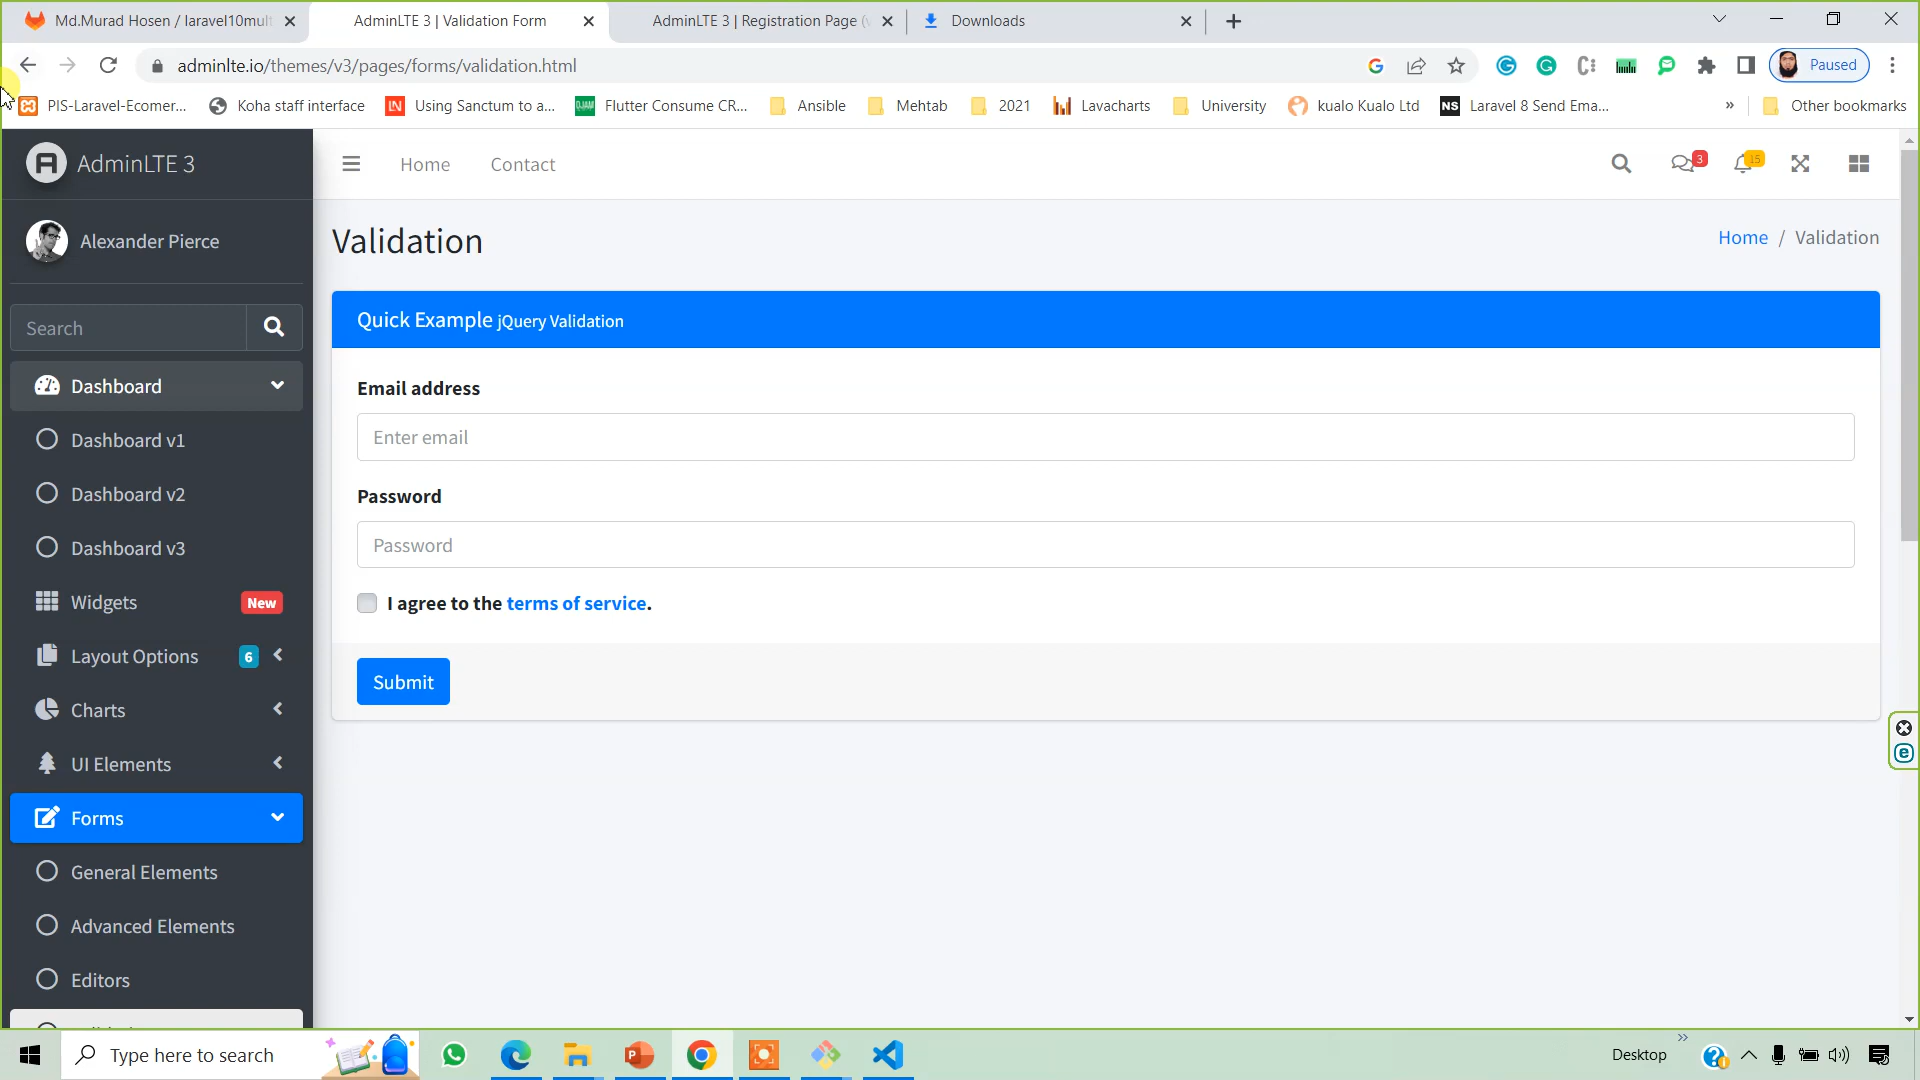 Md.Murad Hosen / laravel10mult
AdminLTE 3 | Validation Form
AdminLTE 3 | Registration Page (v
Downloads
adminlte.io/themes/v3/pages/forms/validation.html
Paused
PIS-Laravel-Ecomer...
Koha staff interface
Using Sanctum to a...
Flutter Consume CR...
Ansible
Mehtab
2021
Lavacharts
University
kualo Kualo Ltd
NS
Laravel 8 Send Ema...
»
Other bookmarks
AdminLTE 3
Home
Contact
3
15
Alexander Pierce
Validation
Home / Validation
Search
Quick Example jQuery Validation
Dashboard
Email address
Dashboard v1
Enter email
Dashboard v2
Password
Dashboard v3
Password
Widgets
New
I agree to the terms of service.
Layout Options
6
Submit
Charts
UI Elements
Forms
General Elements
Advanced Elements
Editors
Type here to search
Desktop